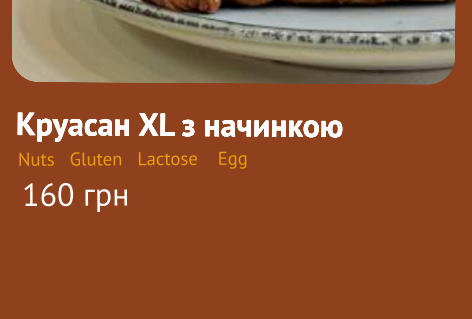 Круасан XL з начинкою
Nuts Gluten Lactose Egg
160 грн